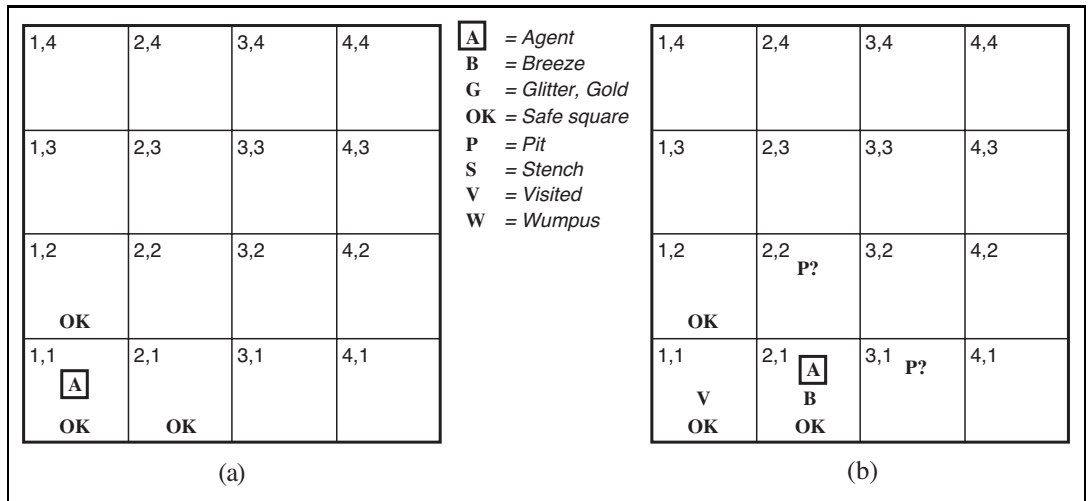 1,4 2,4 3,4 4,4
1,3 2,3 3,3 4,3
1,2 2,2 3,2 4,2
OK
1,1 2,1 3,1 4,1
A
OK OK
(a)
A = Agent
B = Breeze
G = Glitter, Gold
OK = Safe square
P = Pit
S = Stench
V = Visited
W = Wumpus
1,4 2,4 3,4 4,4
1,3 2,3 3,3 4,3
1,2 2,2 3,2 4,2
P?
OK
1,1 2,1 3,1 4,1
A P?
V B
OK OK
(b)